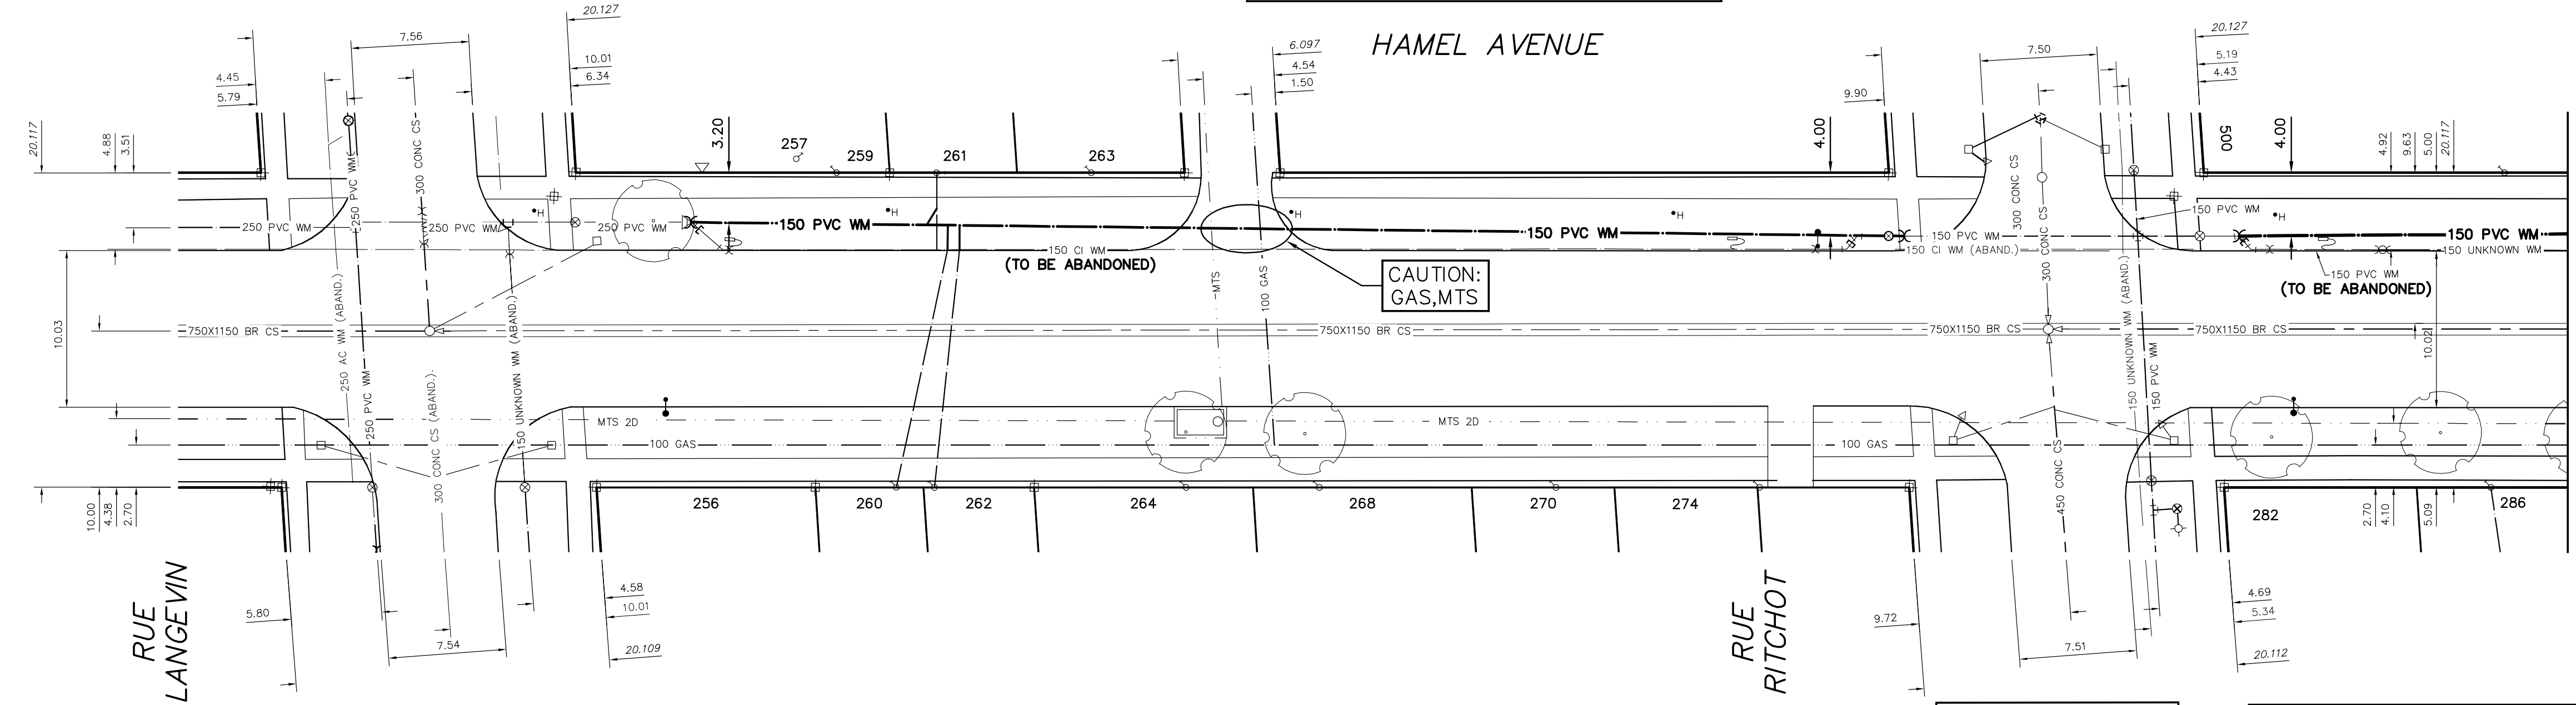 HAMEL AVENUE
20.127
7.56
10.01
6.34
4.45
5.79
6.097
4.54
1.50
9.90
7.50
20.127
5.19
4.43
20.117
4.88
3.51
250 PVC WM
300 CONC CS
3.20
257
259
261
263
4.00
300 CONC CS
500
4.00
4.92
9.63
5.00
20.117
250 PVC WM
250 PVC WM
250 PVC WM
H
150 PVC WM
H
H
150 PVC WM
H
150 PVC WM
150 PVC WM
H
150 PVC WM
150 CI WM
(TO BE ABANDONED)
150 CI WM (ABAND.)
300 CONC CS
150 UNKNOWN WM
150 PVC WM
(TO BE ABANDONED)
CAUTION:
GAS,MTS
MTS
100 GAS
10.03
250 AC WM (ABAND.)
150 UNKNOWN WM (ABAND.)
750X1150 BR CS
750X1150 BR CS
750X1150 BR CS
750X1150 BR CS
10.02
250 PVC WM
300 CONC CS (ABAND.)
150 UNKNOWN WM (ABAND.)
150 PVC WM
MTS 2D
MTS 2D
100 GAS
100 GAS
450 CONC CS
10.00
4.38
2.70
256
260
262
264
268
270
274
282
286
2.70
4.10
5.09
RUE
LANGEVIN
5.80
7.54
4.58
10.01
20.109
RUE
RITCHOT
9.72
7.51
4.69
5.34
20.112